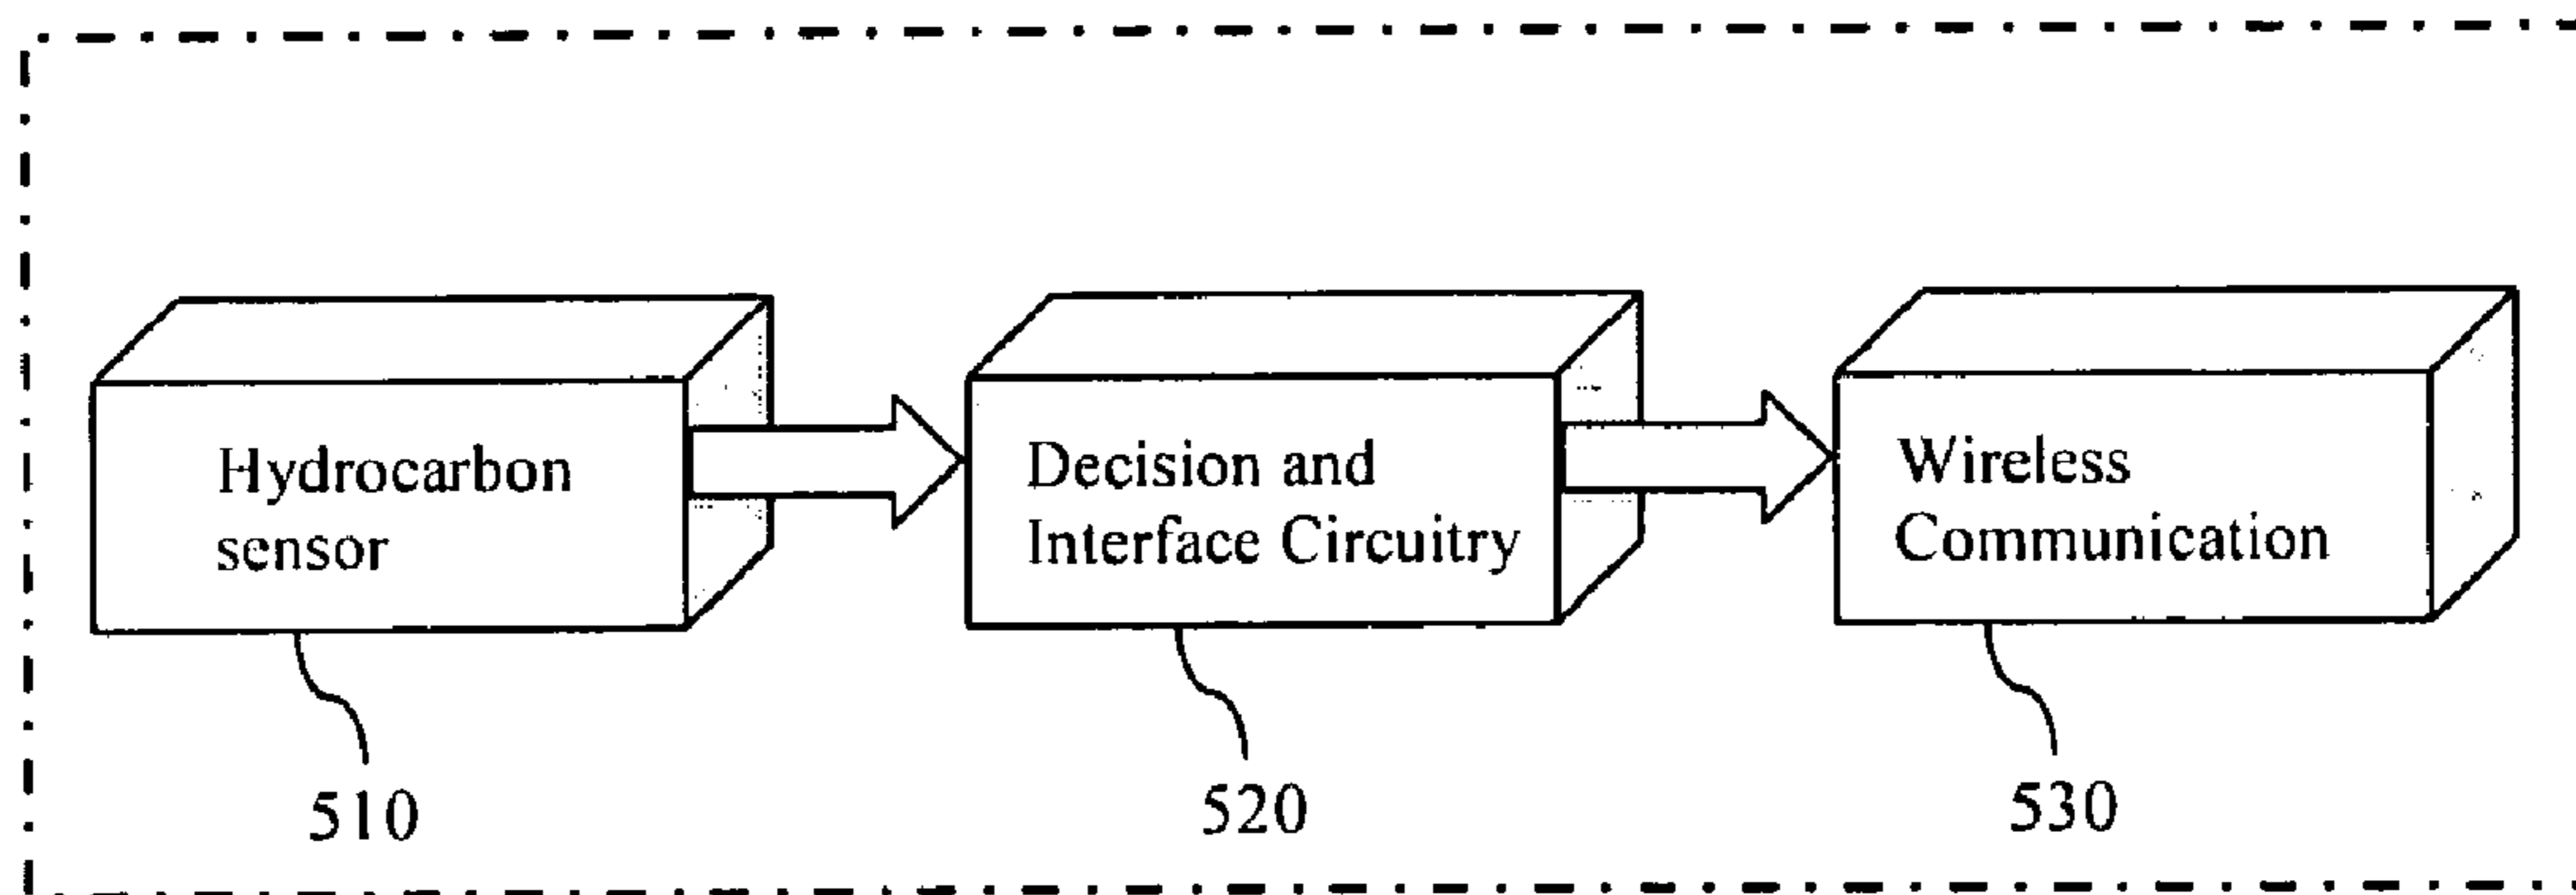 Hydrocarbon
sensor
Decision and
Interface Circuitry
Wireless
Communication
510
520
530